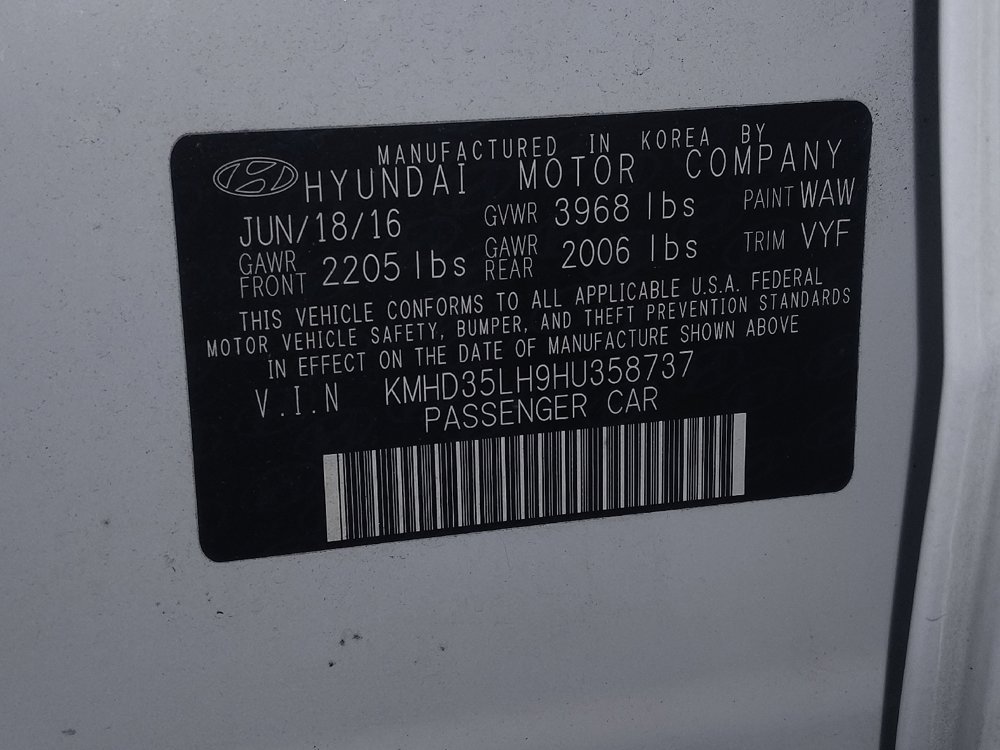 MANUFACTURED IN KOREA BY
HYUNDAI MOTOR COMPANY
JUN/18/16 GVWR 3968 lbs PAINT WAW
GAWR FRONT 2205 lbs GAWR REAR 2006 lbs TRIM VYF
THIS VEHICLE CONFORMS TO ALL APPLICABLE U.S.A. FEDERAL
MOTOR VEHICLE SAFETY, BUMPER, AND THEFT PREVENTION STANDARDS
IN EFFECT ON THE DATE OF MANUFACTURE SHOWN ABOVE
V.I.N KMHD35LH9HU358737
PASSENGER CAR